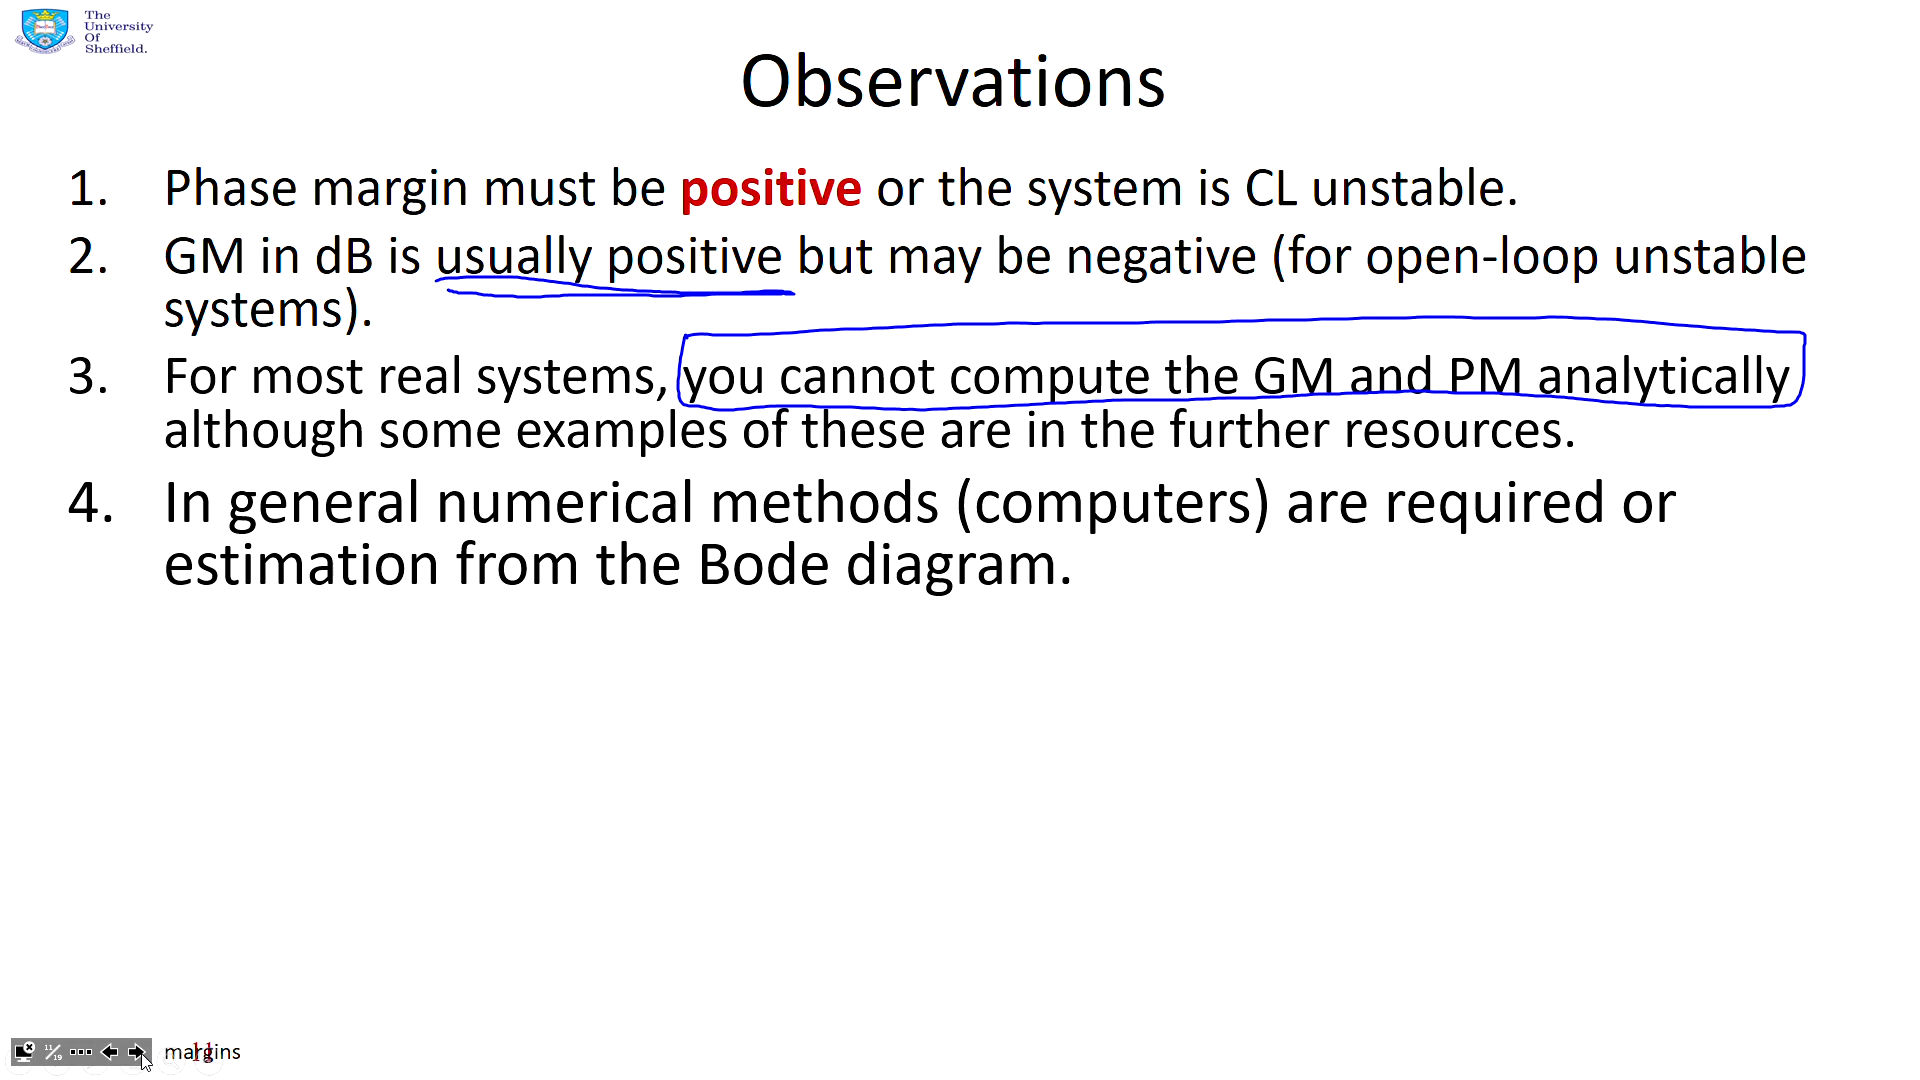 The
University
Of
Sheffield.
Observations
1. Phase margin must be positive or the system is CL unstable.
2. GM in dB is usually positive but may be negative (for open-loop unstable
systems).
3. For most real systems, you cannot compute the GM and PM analytically
although some examples of these are in the further resources.
4. In general numerical methods (computers) are required or
estimation from the Bode diagram.
11/19
margins
11